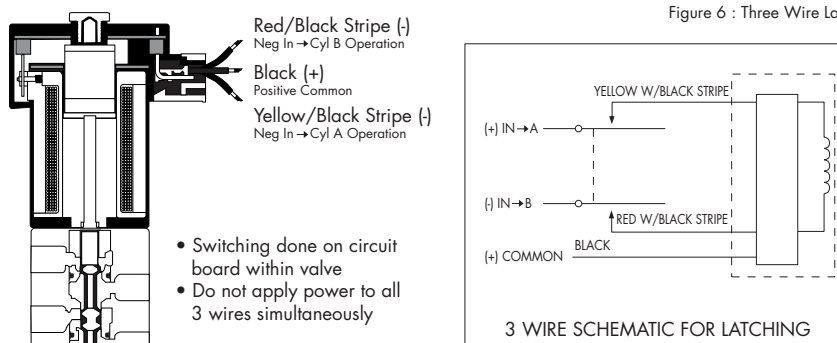 Figure 6 : Three Wire La
Red/Black Stripe (-)
Neg In → Cyl B Operation
Black (+)
Positive Common
Yellow/Black Stripe (-)
Neg In → Cyl A Operation
• Switching done on circuit
board within valve
• Do not apply power to all
3 wires simultaneously
YELLOW W/BLACK STRIPE
(+) IN→A
(-) IN→B
RED W/BLACK STRIPE
BLACK
(+) COMMON
3 WIRE SCHEMATIC FOR LATCHING